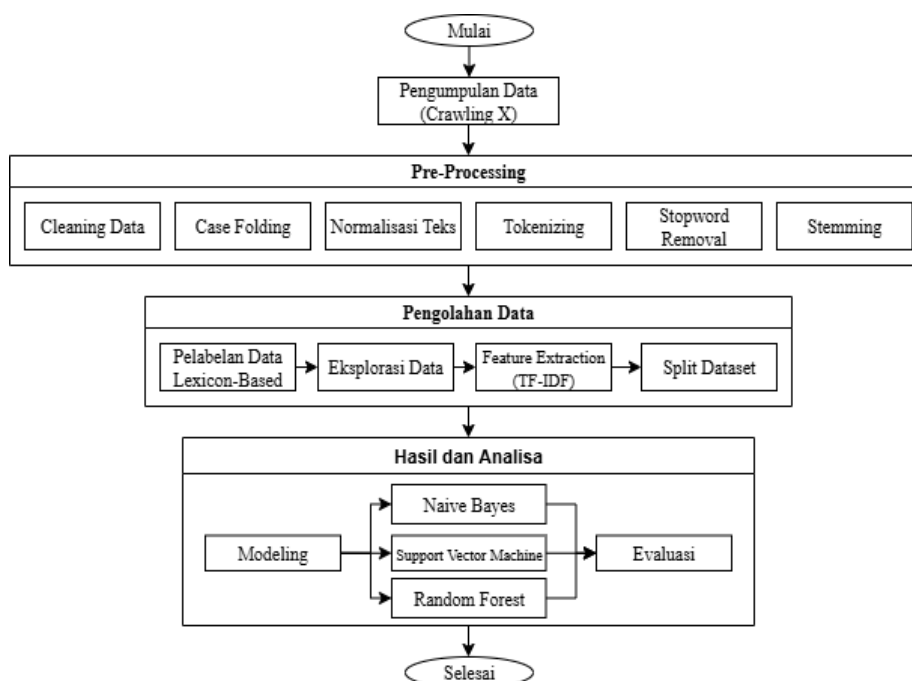 Mulai
Pengumpulan Data
(Crawling X)
Pre-Processing
Cleaning Data
Case Folding
Normalisasi Teks
Tokenizing
Stopword
Removal
Stemming
Pengolahan Data
Pelabelan Data
Lexicon-Based
Eksplorasi Data
Feature Extraction
(TF-IDF)
Split Dataset
Hasil dan Analisa
Modeling
Naive Bayes
Support Vector Machine
Random Forest
Evaluasi
Selesai